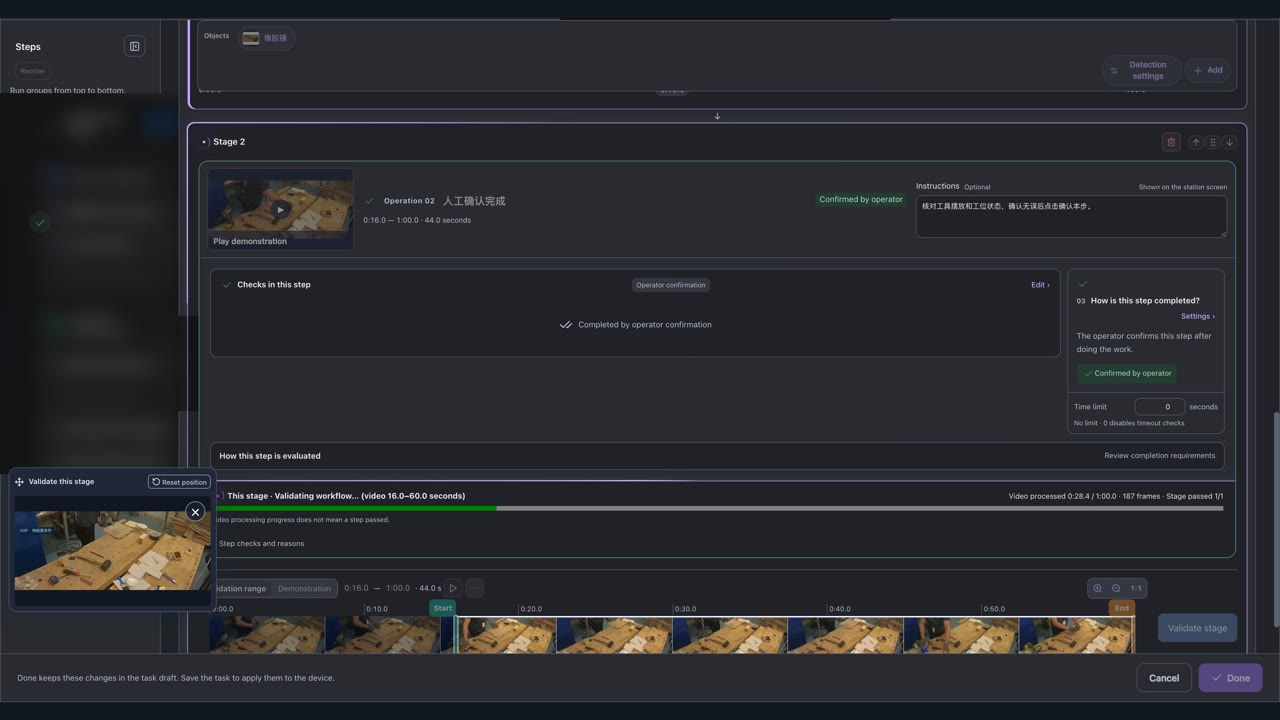 Steps
Reorder
Run groups from top to bottom.
Objects
橡胶锤
Detection settings
Add
Stage 2
Play demonstration
Operation 02 人工确认完成
0:16.0 — 1:00.0 · 44.0 seconds
Confirmed by operator
Instructions Optional
Shown on the station screen
核对工具摆放和工位状态，确认无误后点击确认本步。
Checks in this step
Operator confirmation
Edit ›
Completed by operator confirmation
03 How is this step completed?
Settings ›
The operator confirms this step after
doing the work.
Confirmed by operator
Time limit 0 seconds
No limit · 0 disables timeout checks
How this step is evaluated
Review completion requirements
Validate this stage
Reset position
This stage · Validating workflow... (video 16.0–60.0 seconds)
Video processed 0:28.4 / 1:00.0 · 187 frames · Stage passed 1/1
video processing progress does not mean a step passed.
Step checks and reasons
idation range
Demonstration
0:16.0 — 1:00.0 · 44.0 s
1:1
0:10.0
Start
0:20.0
0:30.0
0:40.0
0:50.0
End
Validate stage
Done keeps these changes in the task draft. Save the task to apply them to the device.
Cancel
Done